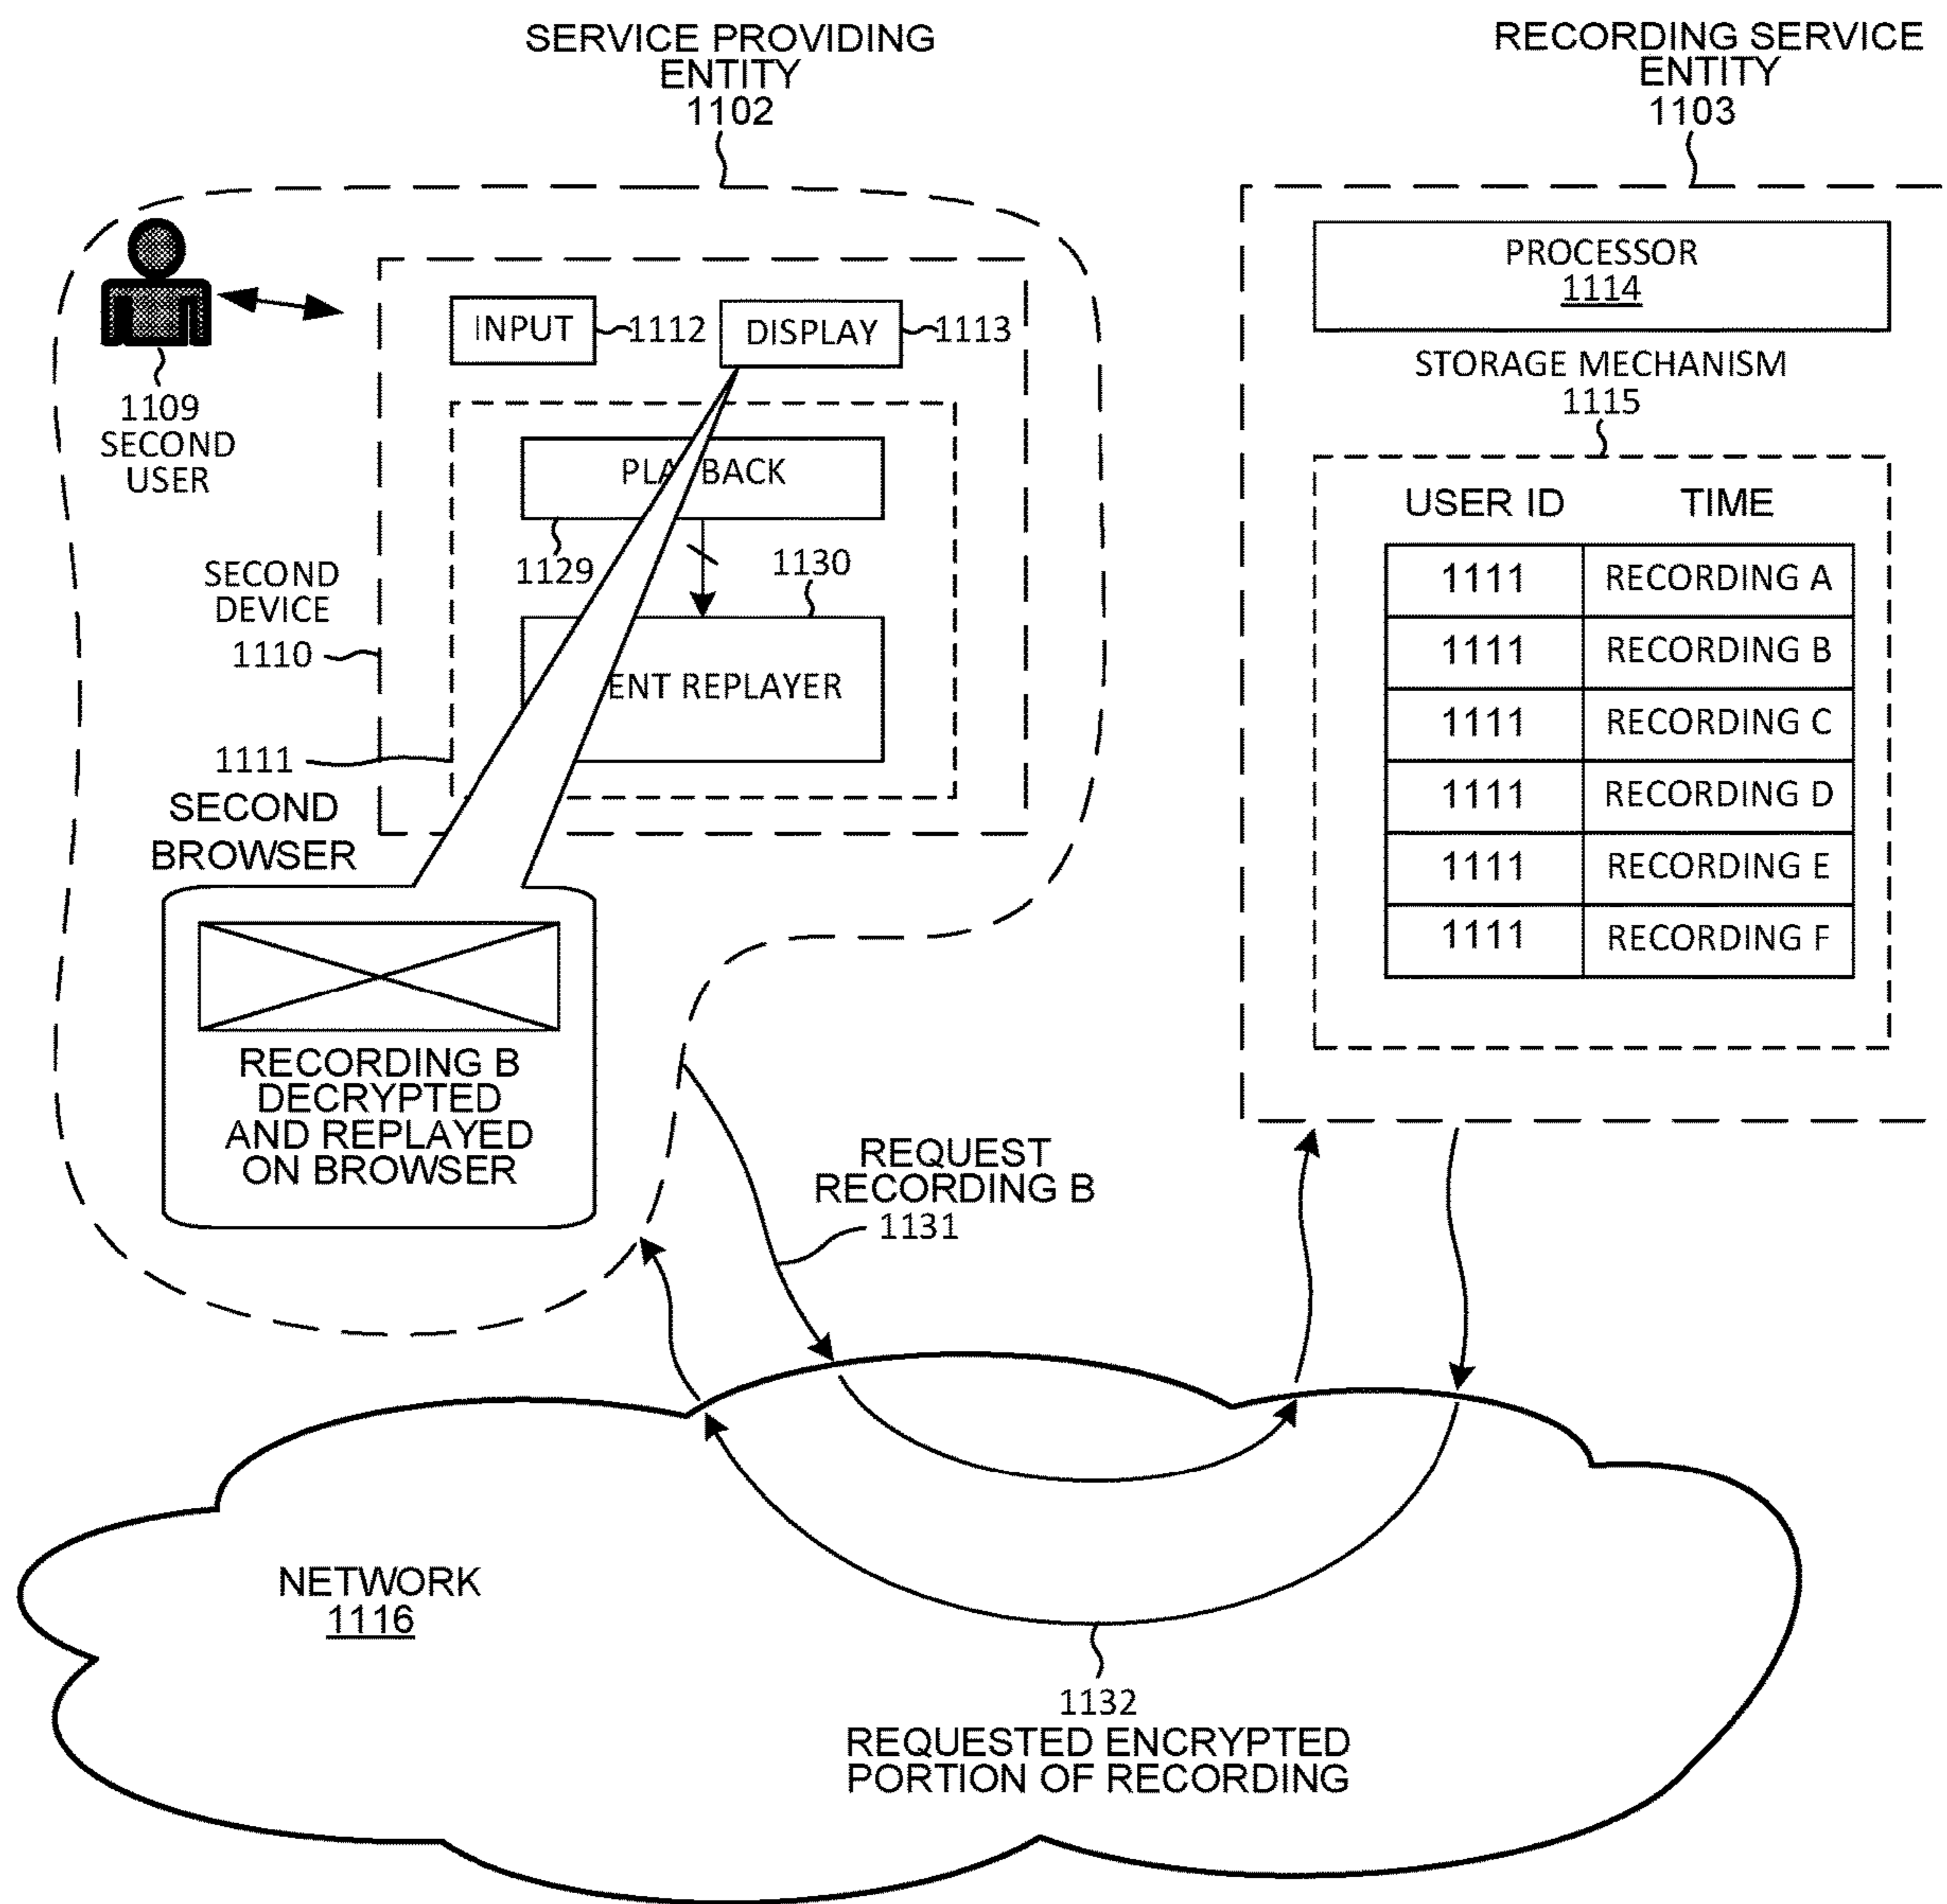 SERVICE PROVIDING
ENTITY
1102
RECORDING SERVICE
ENTITY
1103
1109
SECOND
USER
INPUT
1112
DISPLAY
1113
PLAYBACK
1129
1130
ENT REPLAYER
SECOND
DEVICE
1110
1111
SECOND
BROWSER
RECORDING B
DECRYPTED
AND REPLAYED
ON BROWSER
PROCESSOR
1114
STORAGE MECHANISM
1115
USER ID TIME
1111 RECORDING A
1111 RECORDING B
1111 RECORDING C
1111 RECORDING D
1111 RECORDING E
1111 RECORDING F
REQUEST
RECORDING B
1131
NETWORK
1116
1132
REQUESTED ENCRYPTED
PORTION OF RECORDING